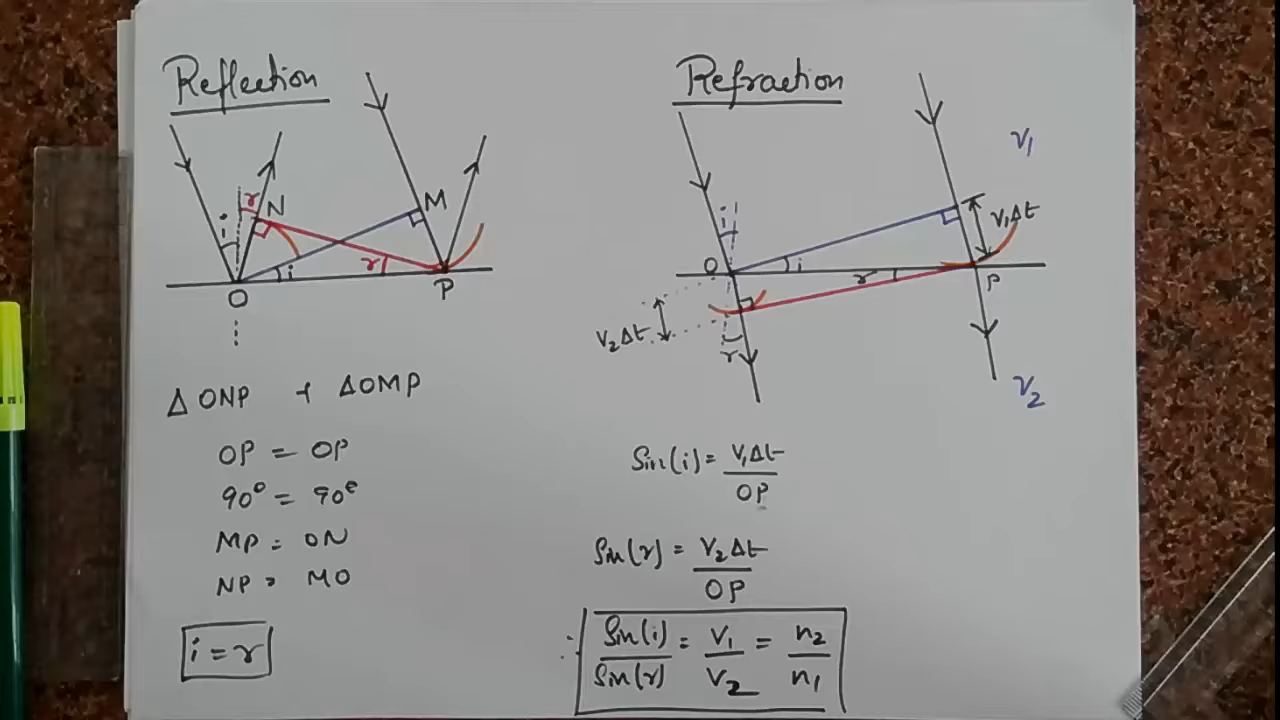 Reflection
r
N
M
i
i
r
O
P
Δ ONP + ΔOMP
OP = OP
90° = 90°
MP = ON
NP = MO
i = r
Refraction
v1
i
v1Δt
O
i
r
P
v2Δt
r
v2
Sin(i) = v1Δt / OP
Sin(r) = v2Δt / OP
∴ Sin(i) / Sin(r) = v1 / v2 = n2 / n1